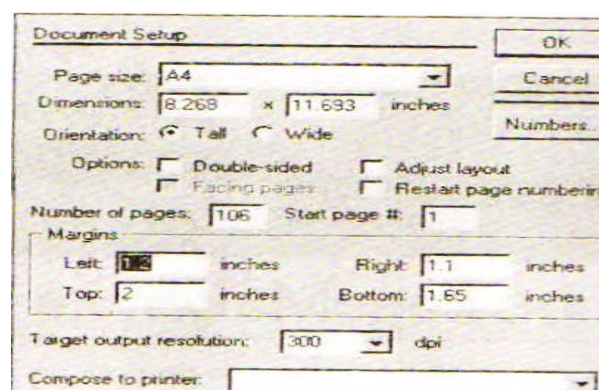 Document Setup
OK
Page size: A4
Cancel
Dimensions: 8.268 x 11.693 inches
Numbers...
Orientation: Tall Wide
Options: Double-sided Adjust layout
Facing pages Restart page numberin
Number of pages: 106 Start page #: 1
Margins
Left: inches Right: 1.1 inches
Top: 2 inches Bottom: 1.65 inches
Target output resolution: 300 dpi
Compose to printer: